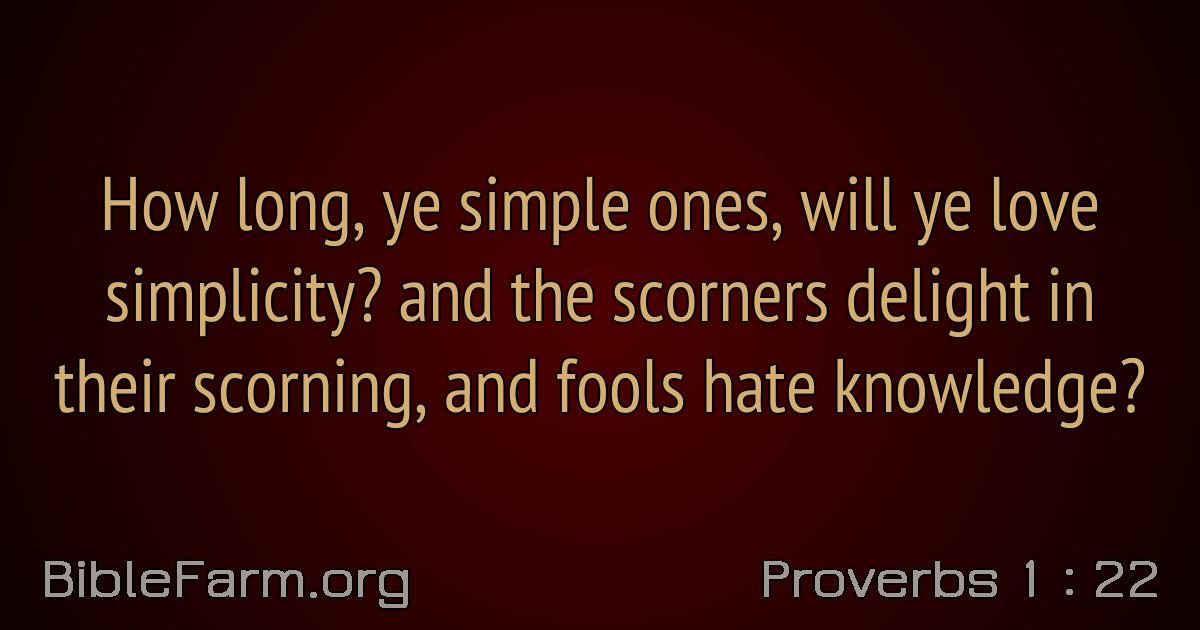 How long, ye simple ones, will ye love
simplicity? and the scorners delight in
their scorning, and fools hate knowledge?
BibleFarm.org
Proverbs 1 : 22